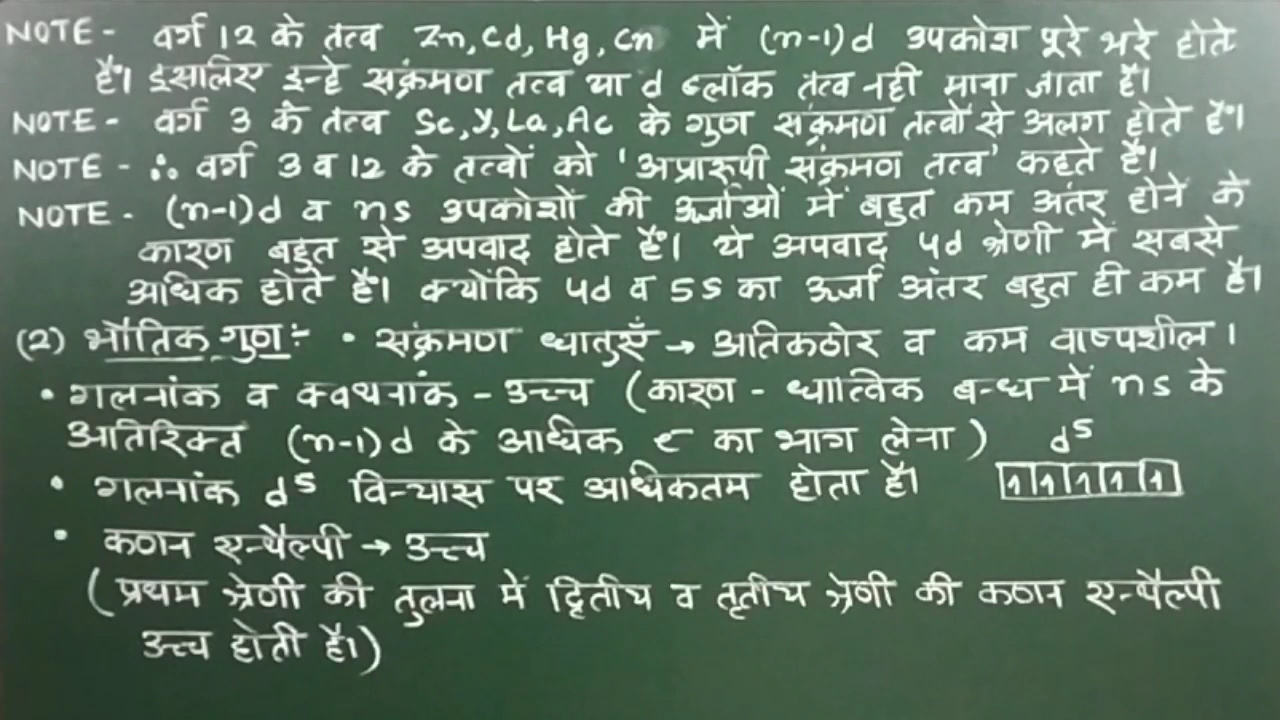 NOTE - वर्ग 12 के तत्व Zn, Cd, Hg, Cn में (n-1)d उपकोश पूरे भरे होते
हैं। इसलिए इन्हे संक्रमण तत्व या d ब्लॉक तत्व नही माना जाता है।
NOTE - वर्ग 3 के तत्व Sc, Y, La, Ac के गुण संक्रमण तत्वों से अलग होते हैं।
NOTE - ∴ वर्ग 3 व 12 के तत्वों को 'अप्रारूपी संक्रमण तत्व' कहते हैं।
NOTE - (n-1)d व ns उपकोशों की ऊर्जाओं में बहुत कम अंतर होने के
कारण बहुत से अपवाद होते हैं। ये अपवाद 4d श्रेणी में सबसे
अधिक होते हैं। क्योंकि 4d व 5s का ऊर्जा अंतर बहुत ही कम है।
(2) भौतिक गुण:- • संक्रमण धातुएँ → अतिकठोर व कम वाष्पशील।
• गलनांक व क्वथनांक - उच्च (कारण - धात्विक बन्ध में ns के
अतिरिक्त (n-1)d के अधिक e⁻ का भाग लेना) d⁵
• गलनांक d⁵ विन्यास पर अधिकतम होता है। 1 1 1 1 1
• कणन एन्थैल्पी → उच्च
(प्रथम श्रेणी की तुलना में द्वितीय व तृतीय श्रेणी की कणन एन्थैल्पी
उच्च होती है।)